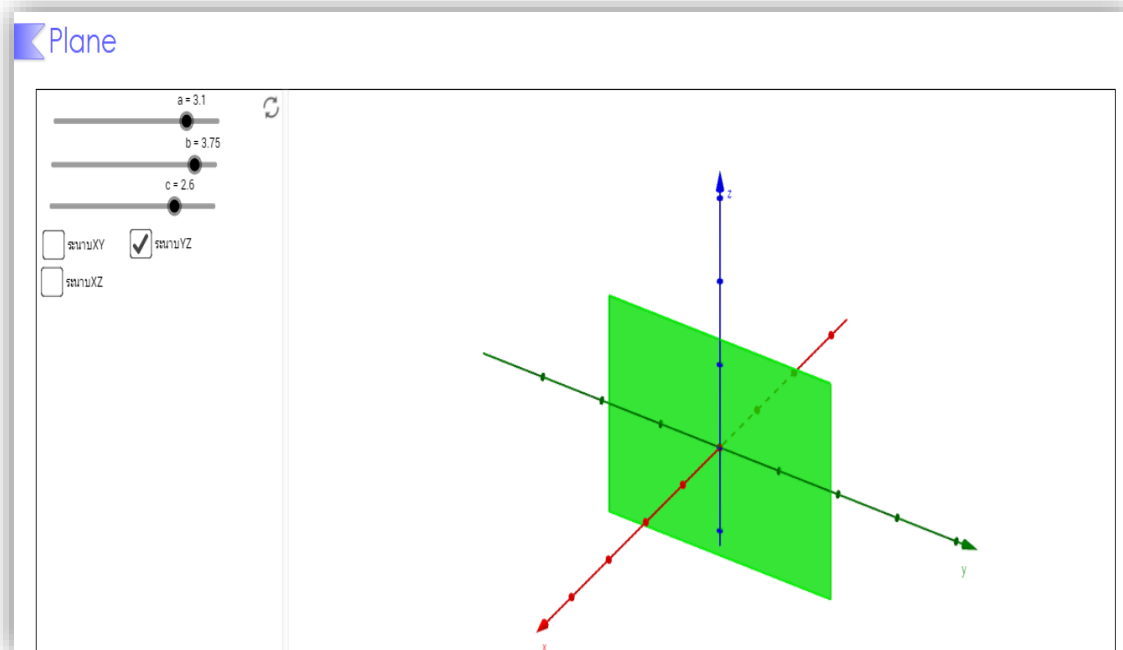 Plane
a = 3.1
b = 3.75
c = 2.6
ระนาบXY ระนาบYZ
ระนาบXZ
z
y
x